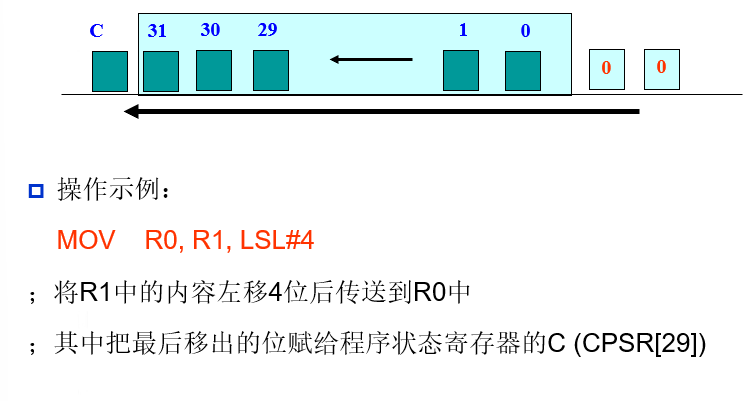 C 31 30 29 1 0
0 0
操作示例：
MOV R0, R1, LSL#4
；将R1中的内容左移4位后传送到R0中
；其中把最后移出的位赋给程序状态寄存器的C (CPSR[29])